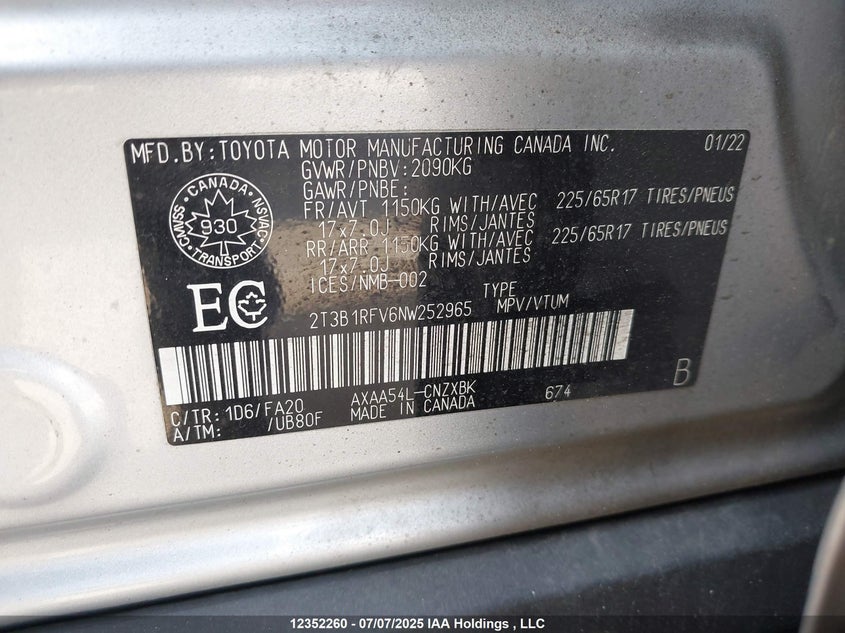 MFD.BY:TOYOTA MOTOR MANUFACTURING CANADA INC. 01/22
GVWR/PNBV:2090KG
GAWR/PNBE:
FR/AVT 1150KG WITH/AVEC 225/65R17 TIRES/PNEUS
17x7.0J RIMS/JANTES
RR/ARR 1150KG WITH/AVEC 225/65R17 TIRES/PNEUS
17x7.0J RIMS/JANTES
ICES/NMB-002
CANADA
CMVSS 930 NSVAC
TRANSPORT
EC
2T3B1RFV6NW252965
TYPE
MPV/VTUM
C/TR: 1D6/FA20 AXAA54L-CNZXBK 674 B
A/TM: /UB80F MADE IN CANADA
12352260 - 07/07/2025 IAA Holdings , LLC